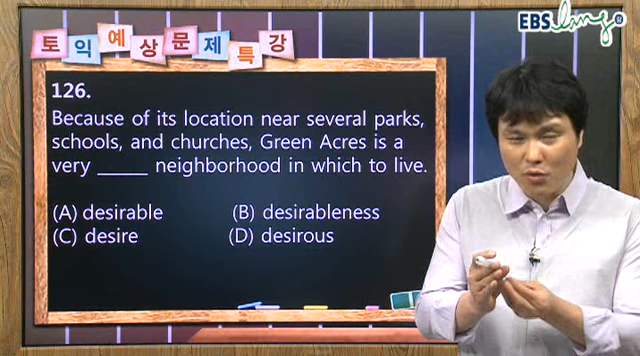 EBS lang
토익예상문제특강
126.
Because of its location near several parks,
schools, and churches, Green Acres is a
very _____ neighborhood in which to live.
(A) desirable (B) desirableness
(C) desire (D) desirous